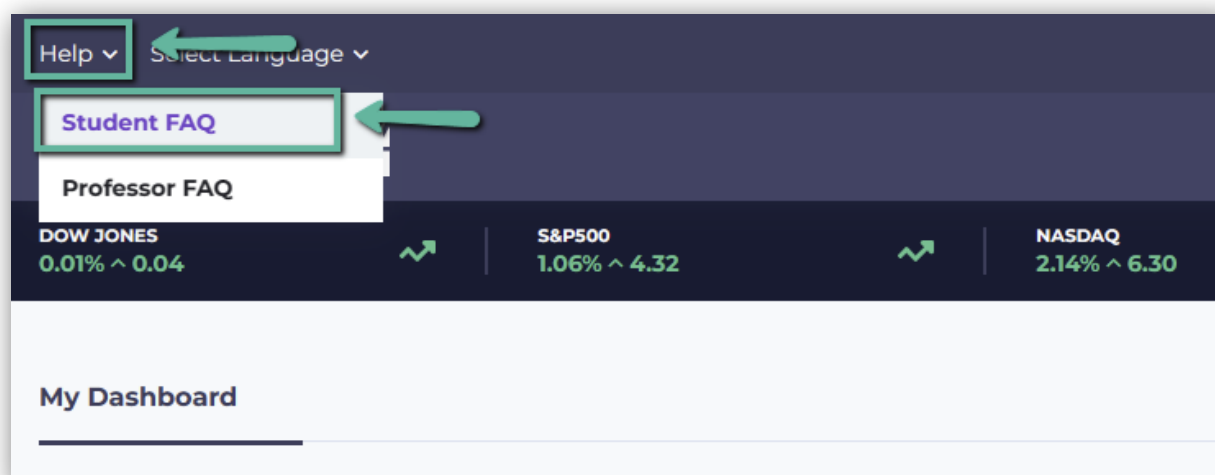 Help Select Language
Student FAQ
Professor FAQ
DOW JONES
0.01% ^ 0.04
S&P500
1.06% ^ 4.32
NASDAQ
2.14% ^ 6.30
My Dashboard